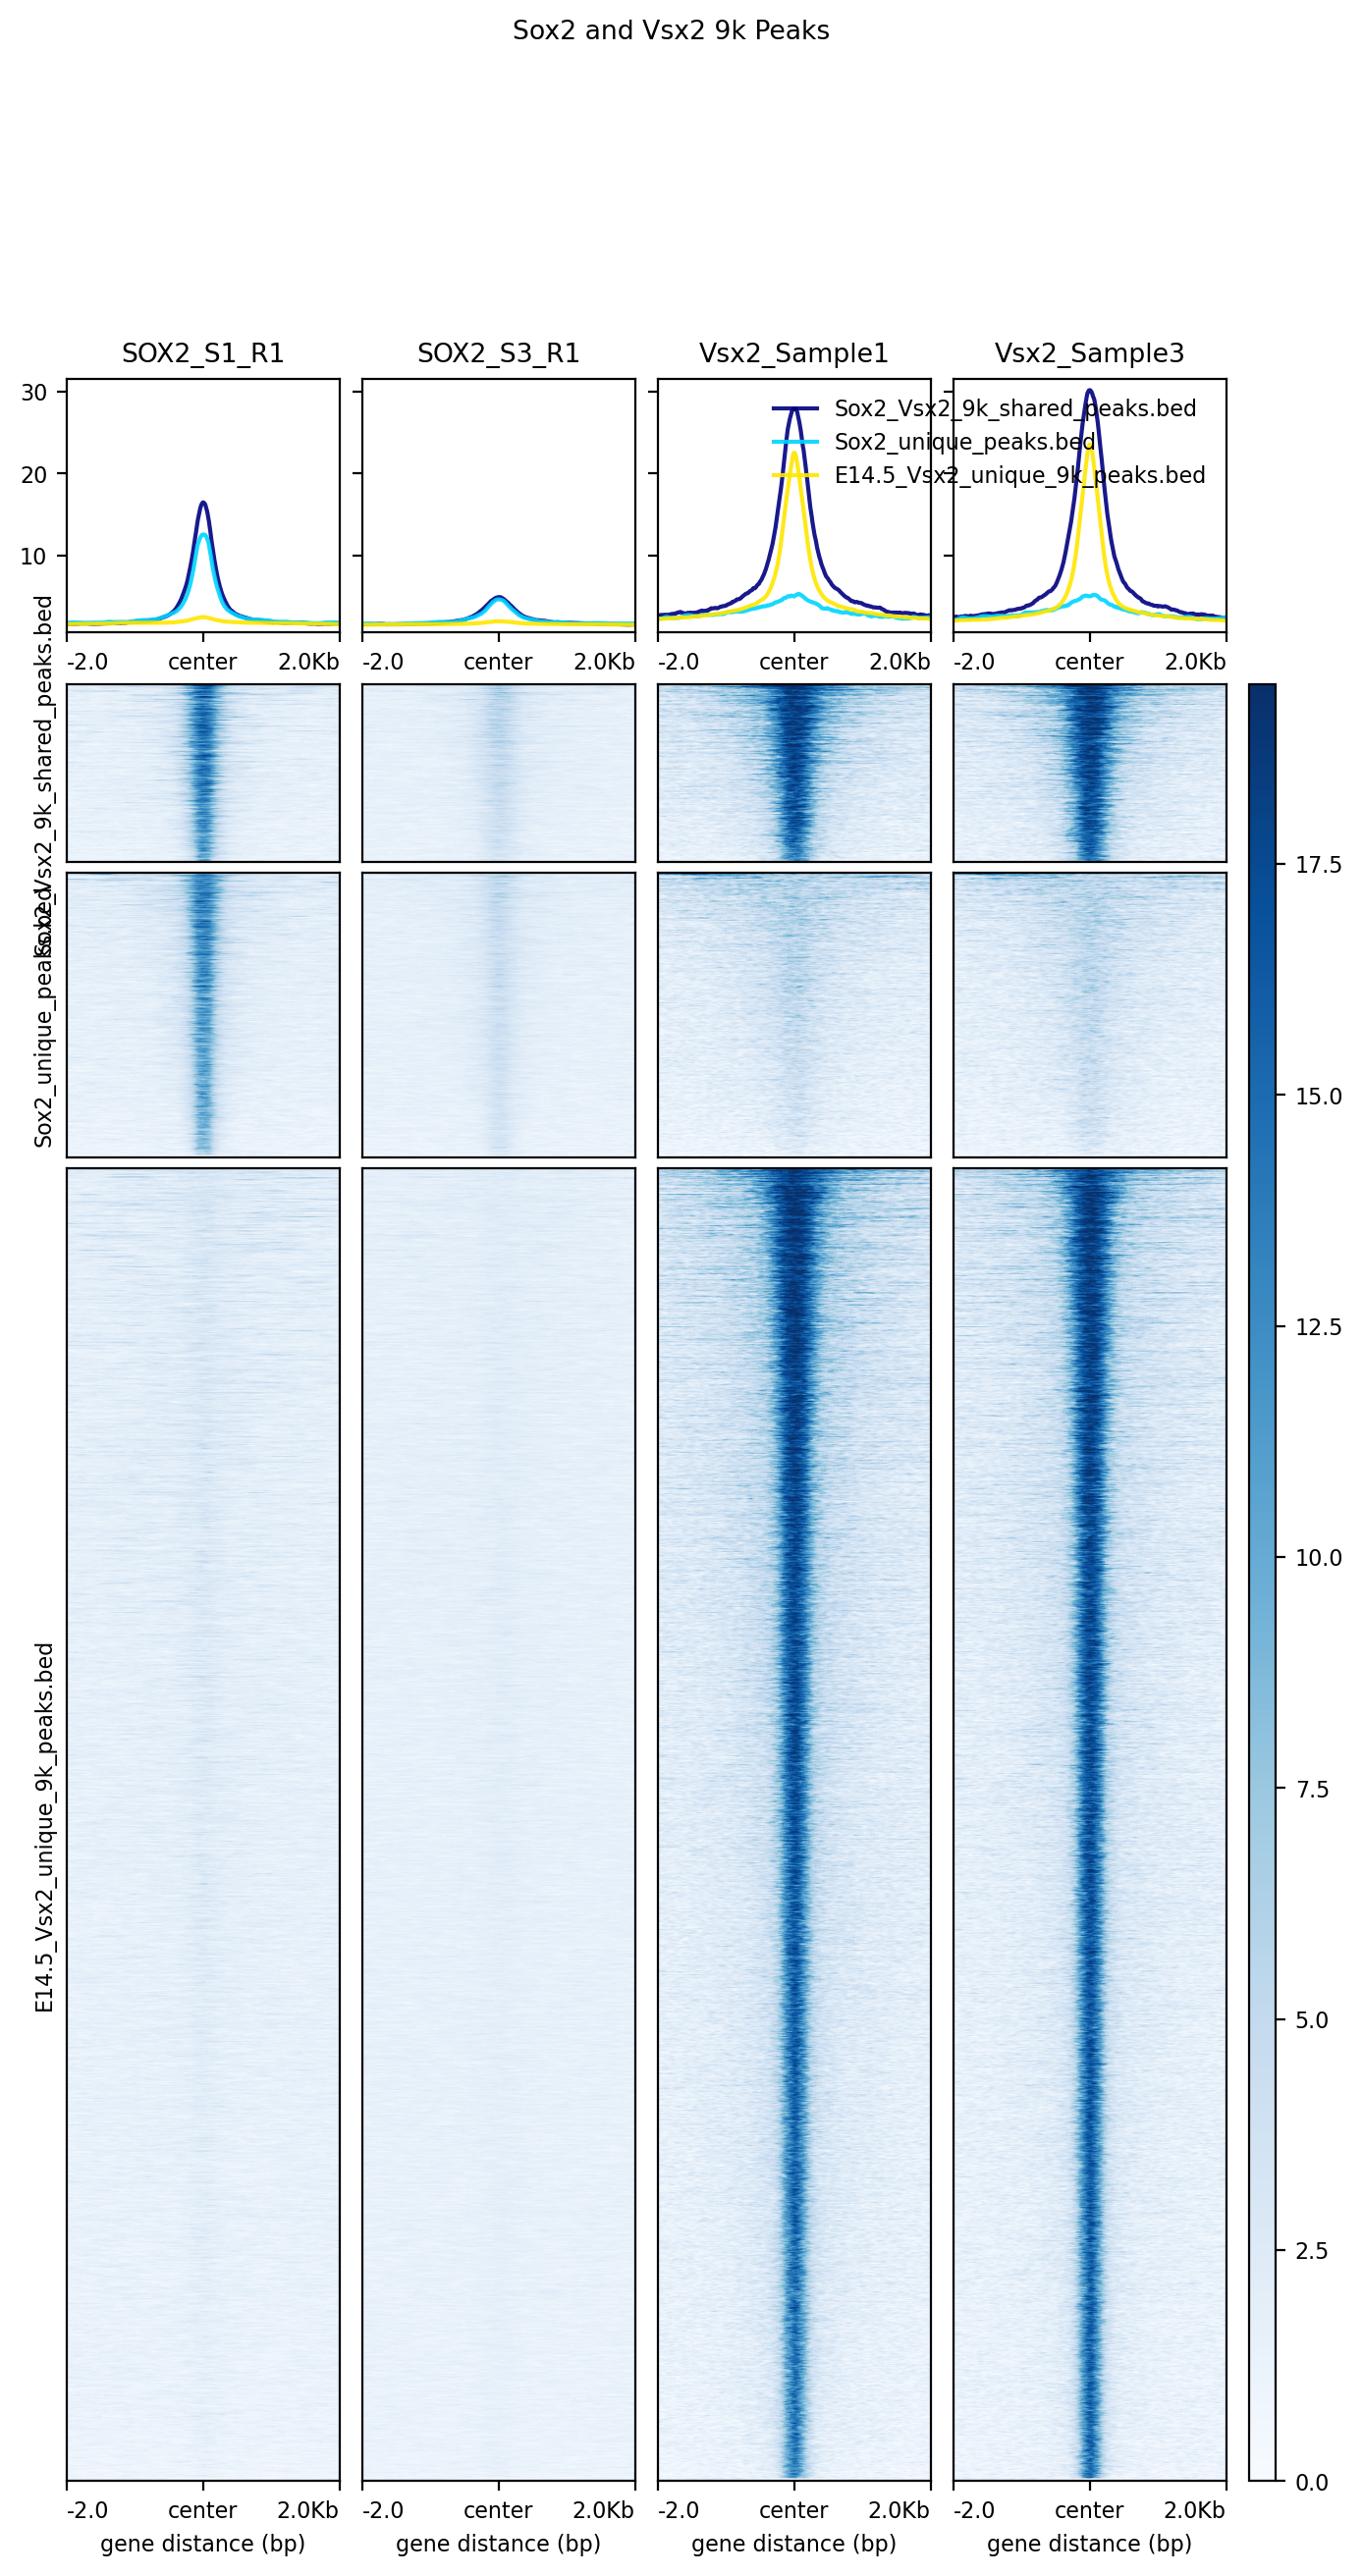 Sox2 and Vsx2 9k Peaks
SOX2_S1_R1
SOX2_S3_R1
Vsx2_Sample1
Vsx2_Sample3
30
20
10
Sox2_Vsx2_9k_shared_peaks.bed
Sox2_unique_peaks.bed
E14.5_Vsx2_unique_9k_peaks.bed
-2.0 center 2.0Kb
-2.0 center 2.0Kb
-2.0 center 2.0Kb
-2.0 center 2.0Kb
Sox2_Vsx2_9k_shared_peaks.bed
Sox2_unique_peaks.bed
E14.5_Vsx2_unique_9k_peaks.bed
17.5
15.0
12.5
10.0
7.5
5.0
2.5
0.0
-2.0 center 2.0Kb
-2.0 center 2.0Kb
-2.0 center 2.0Kb
-2.0 center 2.0Kb
gene distance (bp)
gene distance (bp)
gene distance (bp)
gene distance (bp)